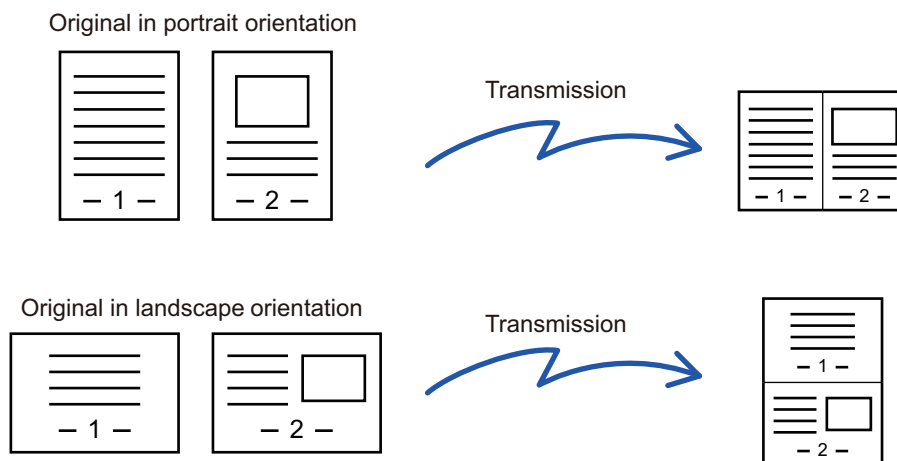 Original in portrait orientation
Transmission
– 1 –
– 2 –
– 1 –
– 2 –
Original in landscape orientation
Transmission
– 1 –
– 2 –
– 1 –
– 2 –